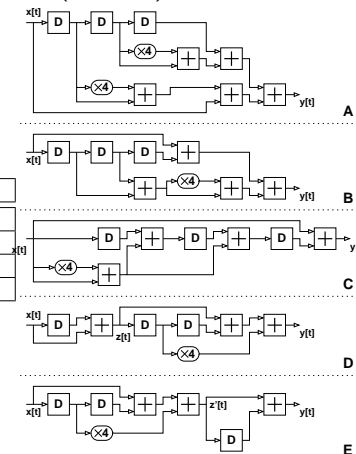 x[t]
D D D
×4
+ +
×4
+ + +
y[t]
A
x[t]
D D D +
×4
+ + +
y[t]
B
x[t]
D + D + D +
y
×4
+
C
x[t]
D + D D + +
z[t]
y[t]
×4
D
x[t]
D D + + z'[t] +
y[t]
×4
D
E